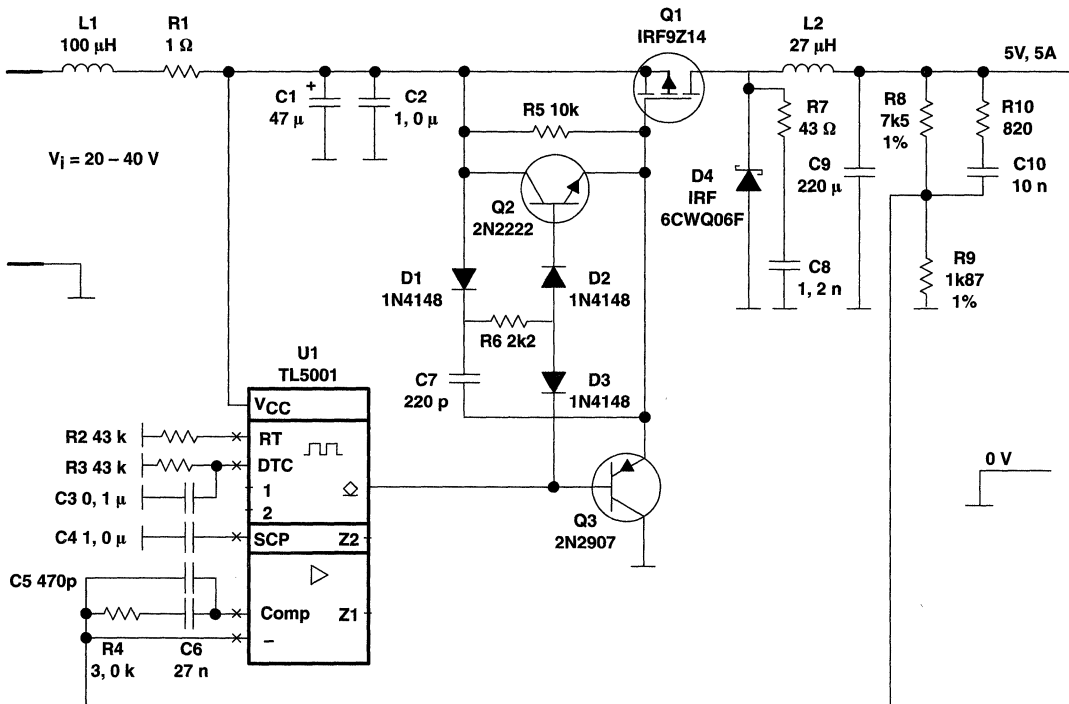 L1
100 μH
R1
1 Ω
Q1
IRF9Z14
L2
27 μH
5V, 5A
+
C1
47 μ
C2
1, 0 μ
R5 10k
R7
43 Ω
R8
7k5
1%
R10
820
Vi = 20 – 40 V
C9
220 μ
C10
10 n
D4
IRF
6CWQ06F
Q2
2N2222
D1
1N4148
D2
1N4148
C8
1, 2 n
R9
1k87
1%
R6 2k2
U1
TL5001
C7
220 p
D3
1N4148
VCC
R2 43 k
RT
R3 43 k
DTC
C3 0, 1 μ
1
2
0 V
Q3
2N2907
C4 1, 0 μ
SCP
Z2
C5 470p
Comp
Z1
–
R4
3, 0 k
C6
27 n